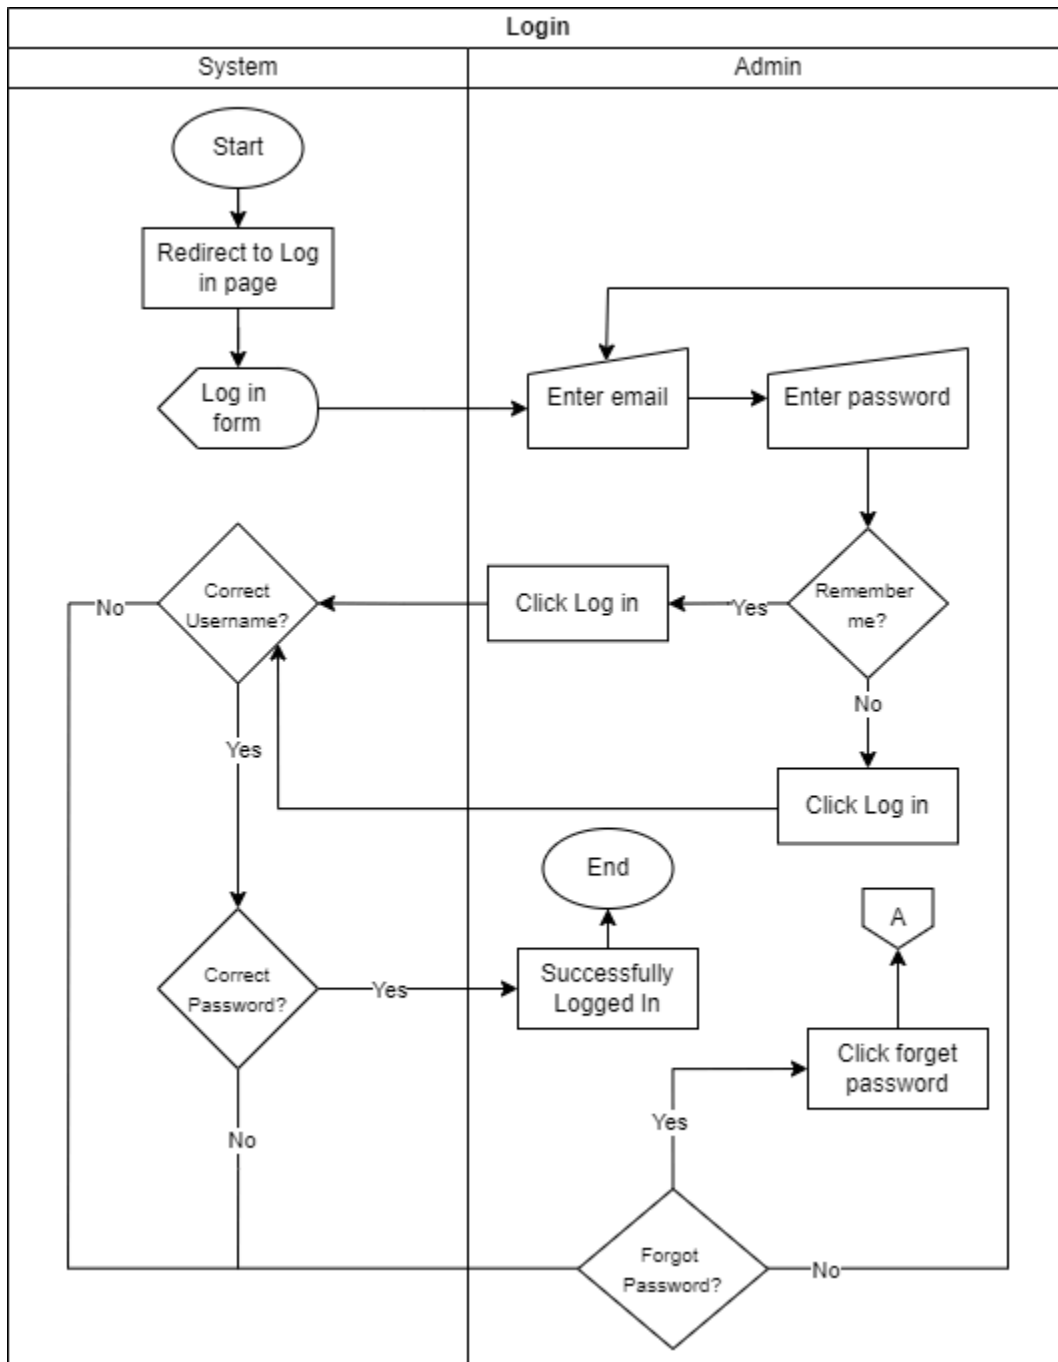 Login
System
Admin
Start
Redirect to Log
in page
Log in
form
Enter email
Enter password
Remember
me?
Yes
No
Click Log in
Click Log in
Correct
Username?
No
Yes
Correct
Password?
Yes
No
Successfully
Logged In
End
Forgot
Password?
Yes
No
Click forget
password
A